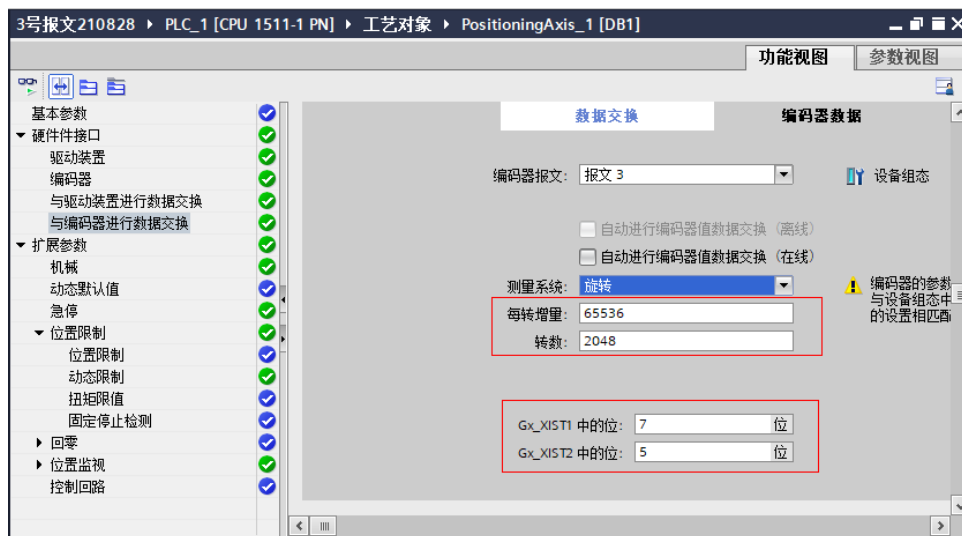 3号报文210828 ▸ PLC_1 [CPU 1511-1 PN] ▸ 工艺对象 ▸ PositioningAxis_1 [DB1]
功能视图 参数视图
基本参数
硬件件接口
驱动装置
编码器
与驱动装置进行数据交换
与编码器进行数据交换
扩展参数
机械
动态默认值
急停
位置限制
位置限制
动态限制
扭矩限值
固定停止检测
回零
位置监视
控制回路
数据交换 编码器数据
编码器报文: 报文 3 设备组态
自动进行编码器值数据交换（离线）
自动进行编码器值数据交换（在线）
测量系统: 旋转
编码器的参数
与设备组态中
的设置相匹配
每转增量: 65536
转数: 2048
Gx_XIST1 中的位: 7 位
Gx_XIST2 中的位: 5 位